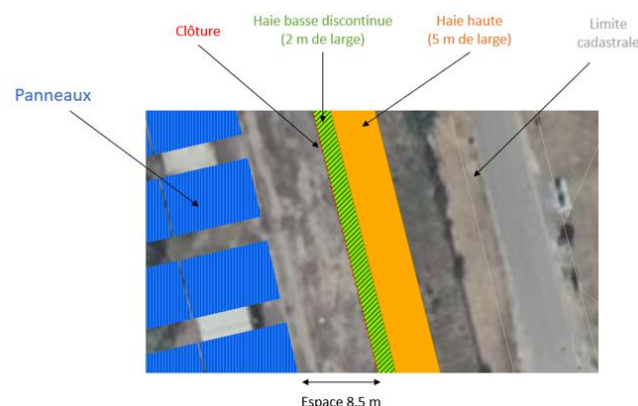 Clôture
Haie basse discontinue
(2 m de large)
Haie haute
(5 m de large)
Limite
cadastrale
Panneaux
Espace 8.5 m